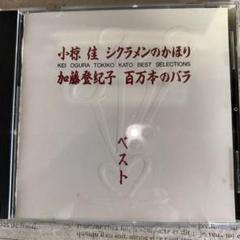 小椋 佳 シクラメンのかほり
KEI OGURA TOKIKO KATO BEST SELECTIONS
加藤登紀子 百万本のバラ
ベスト